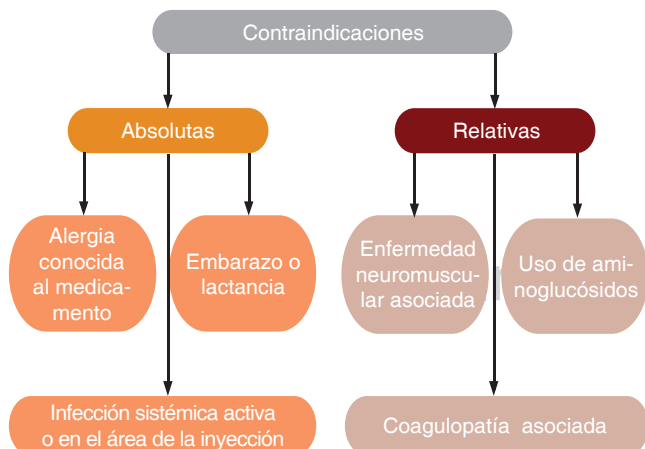 Contraindicaciones
Absolutas
Relativas
Alergia
conocida
al medica-
mento
Embarazo o
lactancia
Enfermedad
neuromuscu-
lar asociada
Uso de ami-
noglucósidos
Infección sistémica activa
o en el área de la inyección
Coagulopatía asociada